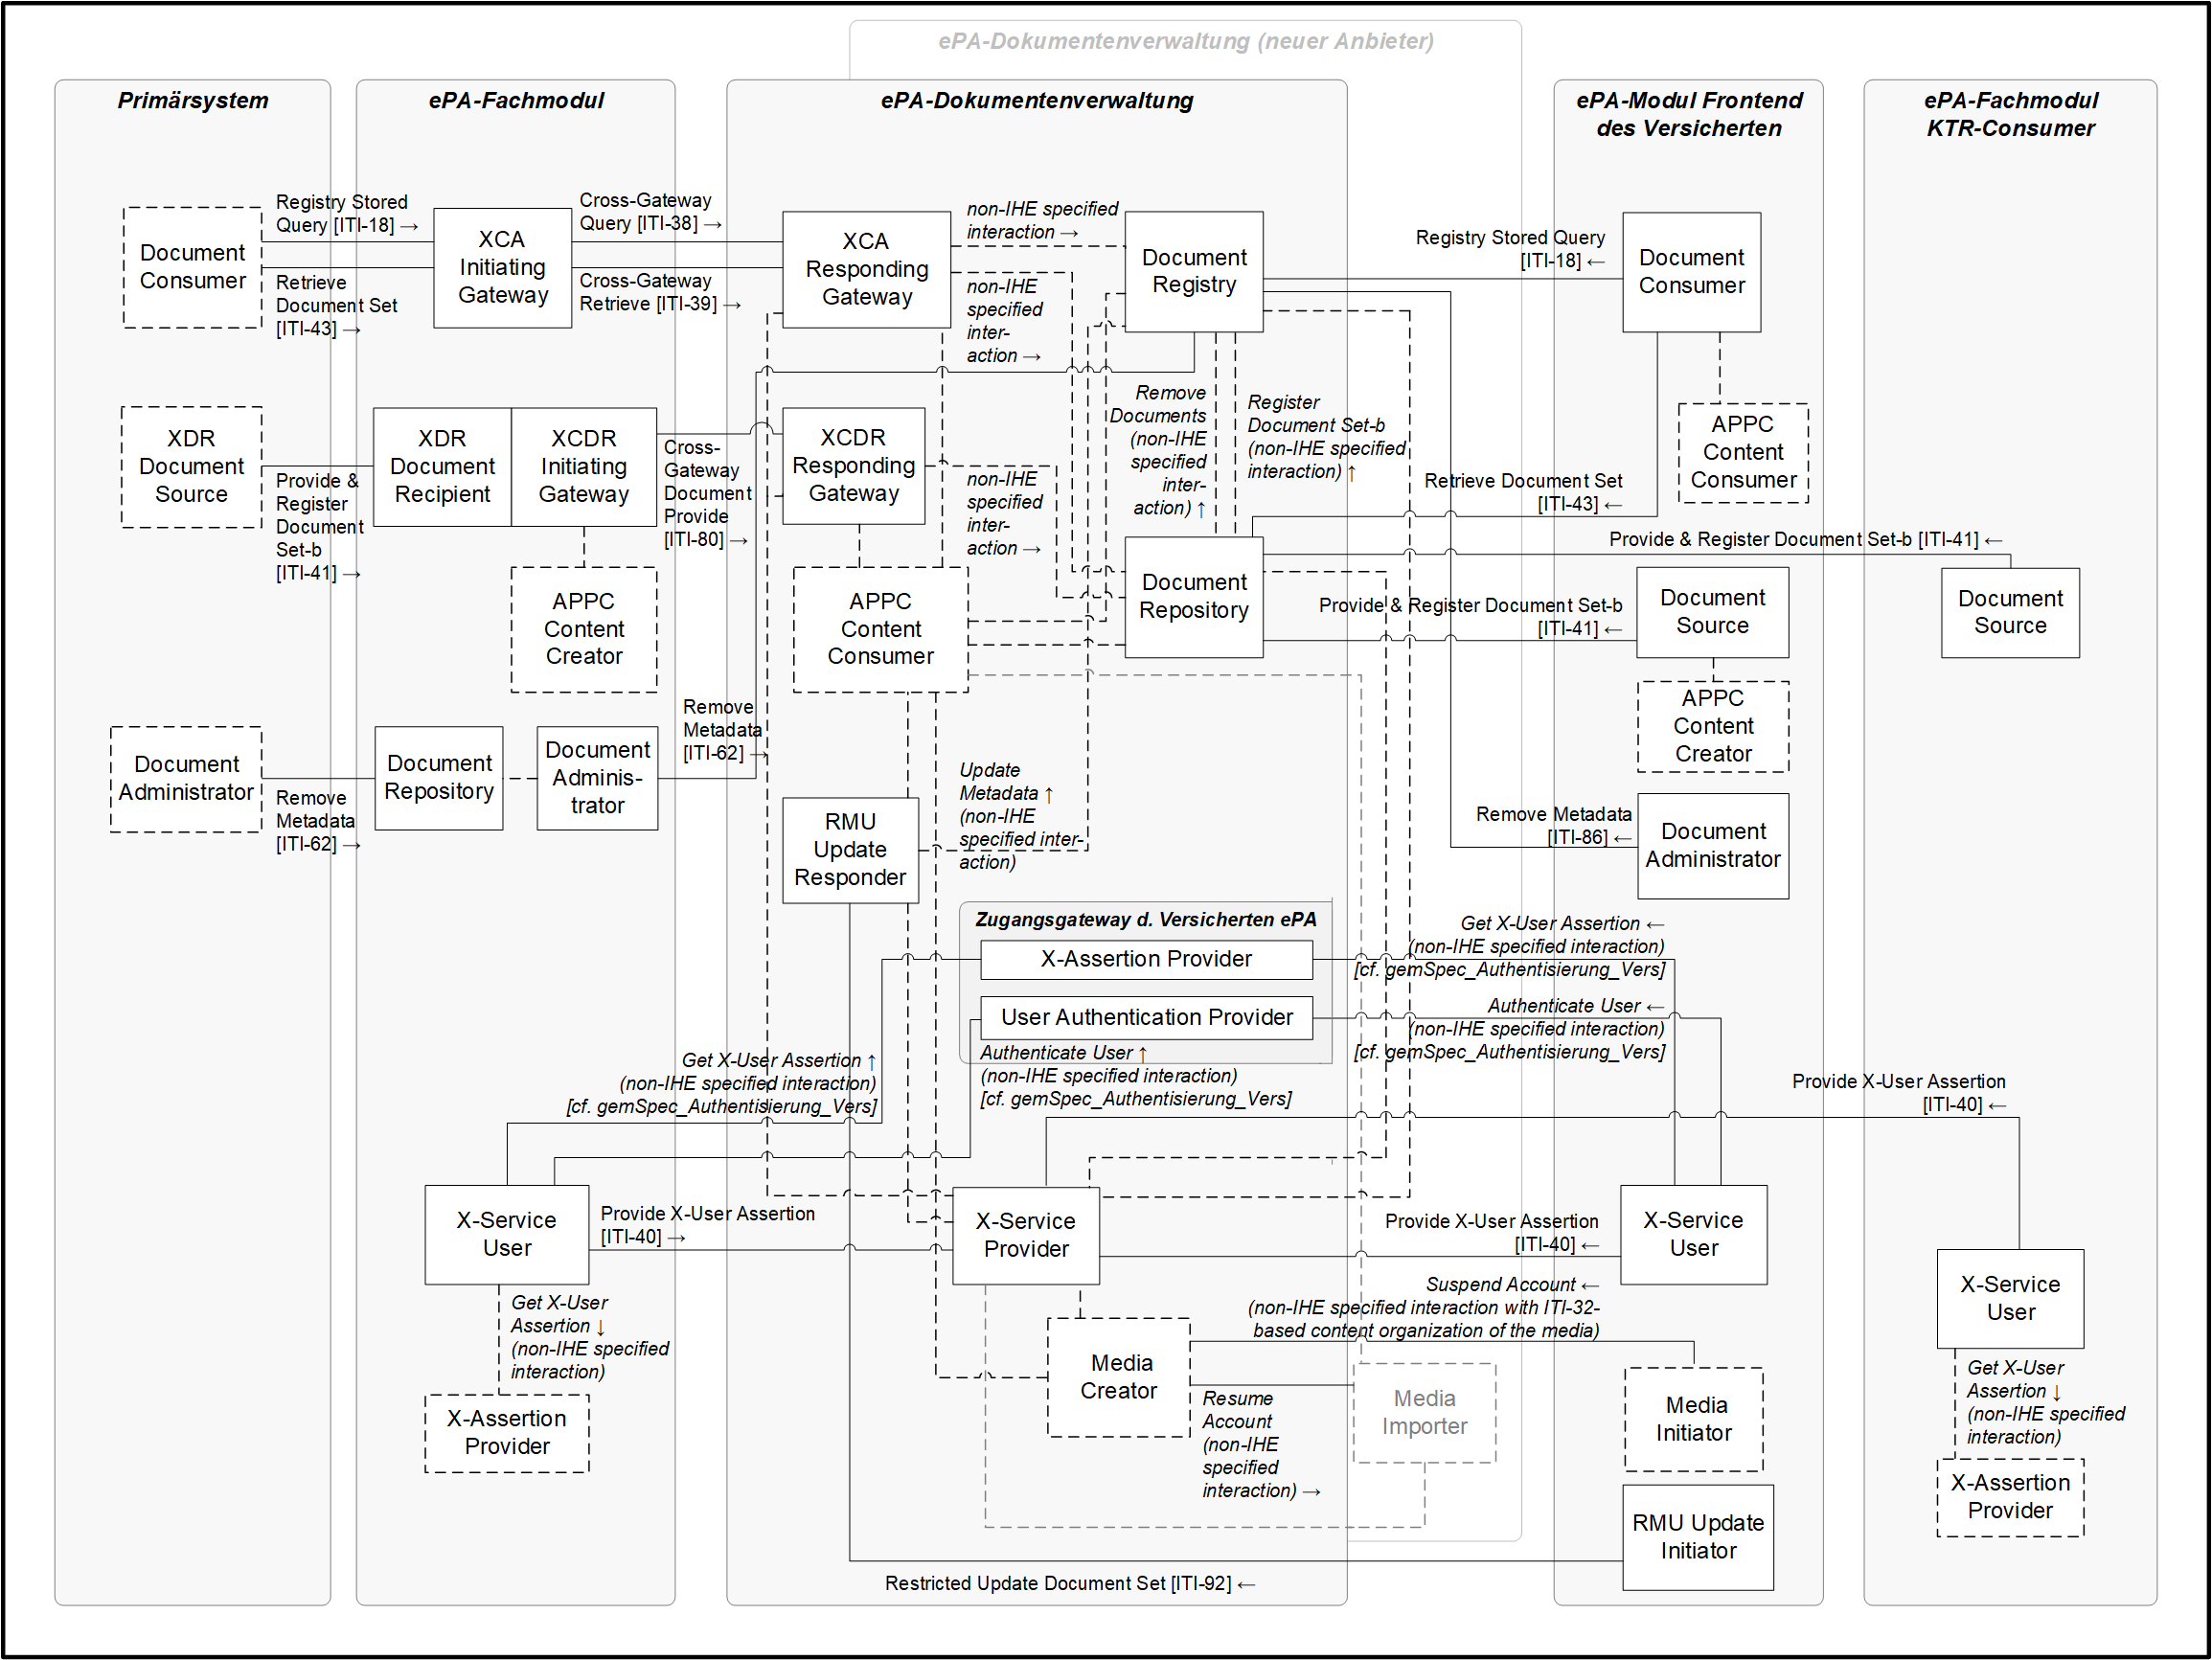 ePA-Dokumentenverwaltung (neuer Anbieter)
Primärsystem
ePA-Fachmodul
ePA-Dokumentenverwaltung
ePA-Modul Frontend
des Versicherten
ePA-Fachmodul
KTR-Consumer
Document
Consumer
Registry Stored
Query [ITI-18] →
Retrieve
Document Set
[ITI-43] →
XCA
Initiating
Gateway
Cross-Gateway
Query [ITI-38] →
Cross-Gateway
Retrieve [ITI-39] →
XCA
Responding
Gateway
non-IHE specified
interaction →
non-IHE
specified
inter-
action →
Document
Registry
Registry Stored Query
[ITI-18] ←
Document
Consumer
XDR
Document
Source
Provide &
Register
Document
Set-b
[ITI-41] →
XDR
Document
Recipient
XCDR
Initiating
Gateway
Cross-
Gateway
Document
Provide
[ITI-80] →
XCDR
Responding
Gateway
non-IHE
specified
inter-
action →
Remove
Documents
(non-IHE
specified
inter-
action) ↑
Register
Document Set-b
(non-IHE specified
interaction) ↑
APPC
Content
Consumer
Retrieve Document Set
[ITI-43] ←
Provide & Register Document Set-b [ITI-41] ←
APPC
Content
Creator
APPC
Content
Consumer
Document
Repository
Provide & Register Document Set-b
[ITI-41] ←
Document
Source
Document
Source
APPC
Content
Creator
Document
Administrator
Remove
Metadata
[ITI-62] →
Document
Repository
Document
Adminis-
trator
Remove
Metadata
[ITI-62] →
Update
Metadata ↑
(non-IHE
specified inter-
action)
RMU
Update
Responder
Remove Metadata
[ITI-86] ←
Document
Administrator
Zugangsgateway d. Versicherten ePA
X-Assertion Provider
User Authentication Provider
Get X-User Assertion ←
(non-IHE specified interaction)
[cf. gemSpec_Authentisierung_Vers]
Authenticate User ←
(non-IHE specified interaction)
[cf. gemSpec_Authentisierung_Vers]
Get X-User Assertion ↑
(non-IHE specified interaction)
[cf. gemSpec_Authentisierung_Vers]
Authenticate User ↑
(non-IHE specified interaction)
[cf. gemSpec_Authentisierung_Vers]
Provide X-User Assertion
[ITI-40] ←
X-Service
User
Provide X-User Assertion
[ITI-40] →
X-Service
Provider
Provide X-User Assertion
[ITI-40] ←
X-Service
User
X-Service
User
Get X-User
Assertion ↓
(non-IHE specified
interaction)
X-Assertion
Provider
Suspend Account ←
(non-IHE specified interaction with ITI-32-
based content organization of the media)
Media
Creator
Resume
Account
(non-IHE
specified
interaction) →
Media
Importer
Media
Initiator
Get X-User
Assertion ↓
(non-IHE specified
interaction)
X-Assertion
Provider
RMU Update
Initiator
Restricted Update Document Set [ITI-92] ←